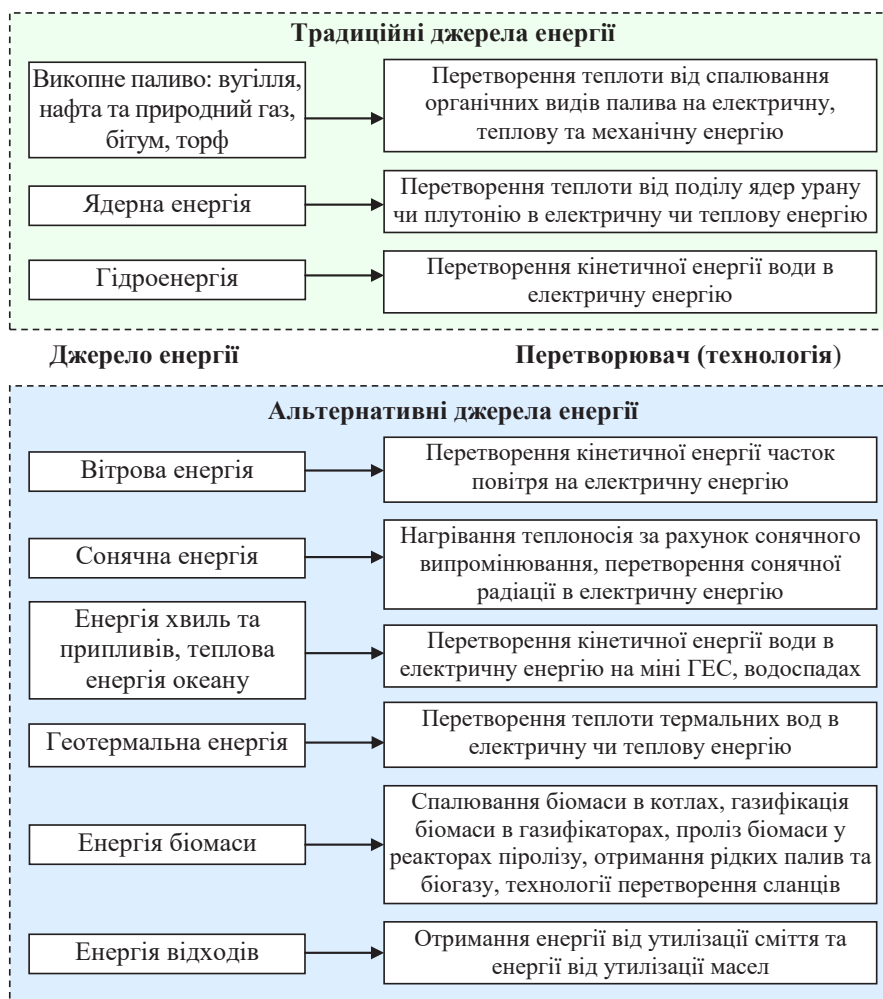 Традиційні джерела енергії
Викопне паливо: вугілля,
нафта та природний газ,
бітум, торф
Перетворення теплоти від спалювання
органічних видів палива на електричну,
теплову та механічну енергію
Ядерна енергія
Перетворення теплоти від поділу ядер урану
чи плутонію в електричну чи теплову енергію
Гідроенергія
Перетворення кінетичної енергії води в
електричну енергію
Джерело енергії
Перетворювач (технологія)
Альтернативні джерела енергії
Вітрова енергія
Перетворення кінетичної енергії часток
повітря на електричну енергію
Сонячна енергія
Нагрівання теплоносія за рахунок сонячного
випромінювання, перетворення сонячної
радіації в електричну енергію
Енергія хвиль та
припливів, теплова
енергія океану
Перетворення кінетичної енергії води в
електричну енергію на міні ГЕС, водоспадах
Геотермальна енергія
Перетворення теплоти термальних вод в
електричну чи теплову енергію
Енергія біомаси
Спалювання біомаси в котлах, газифікація
біомаси в газифікаторах, проліз біомаси у
реакторах піролізу, отримання рідких палив та
біогазу, технології перетворення сланців
Енергія відходів
Отримання енергії від утилізації сміття та
енергії від утилізації масел